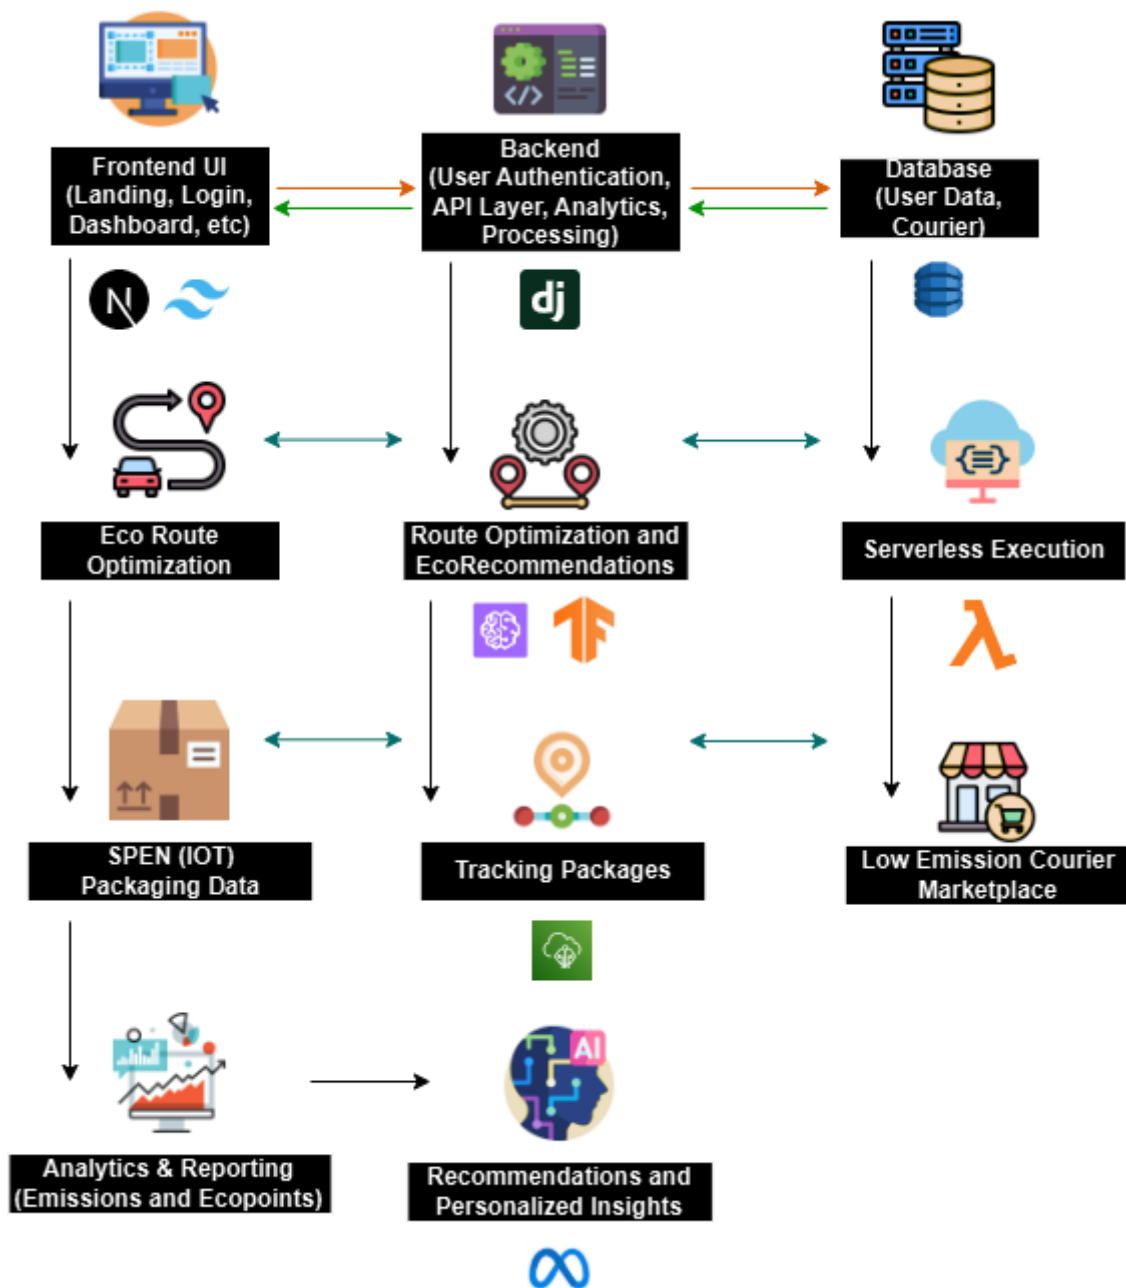 Frontend UI
(Landing, Login,
Dashboard, etc)
Backend
(User Authentication,
API Layer, Analytics,
Processing)
Database
(User Data,
Courier)
N
dj
Eco Route
Optimization
Route Optimization and
EcoRecommendations
Serverless Execution
λ
SPEN (IOT)
Packaging Data
Tracking Packages
Low Emission Courier
Marketplace
AI
Analytics & Reporting
(Emissions and Ecopoints)
Recommendations and
Personalized Insights